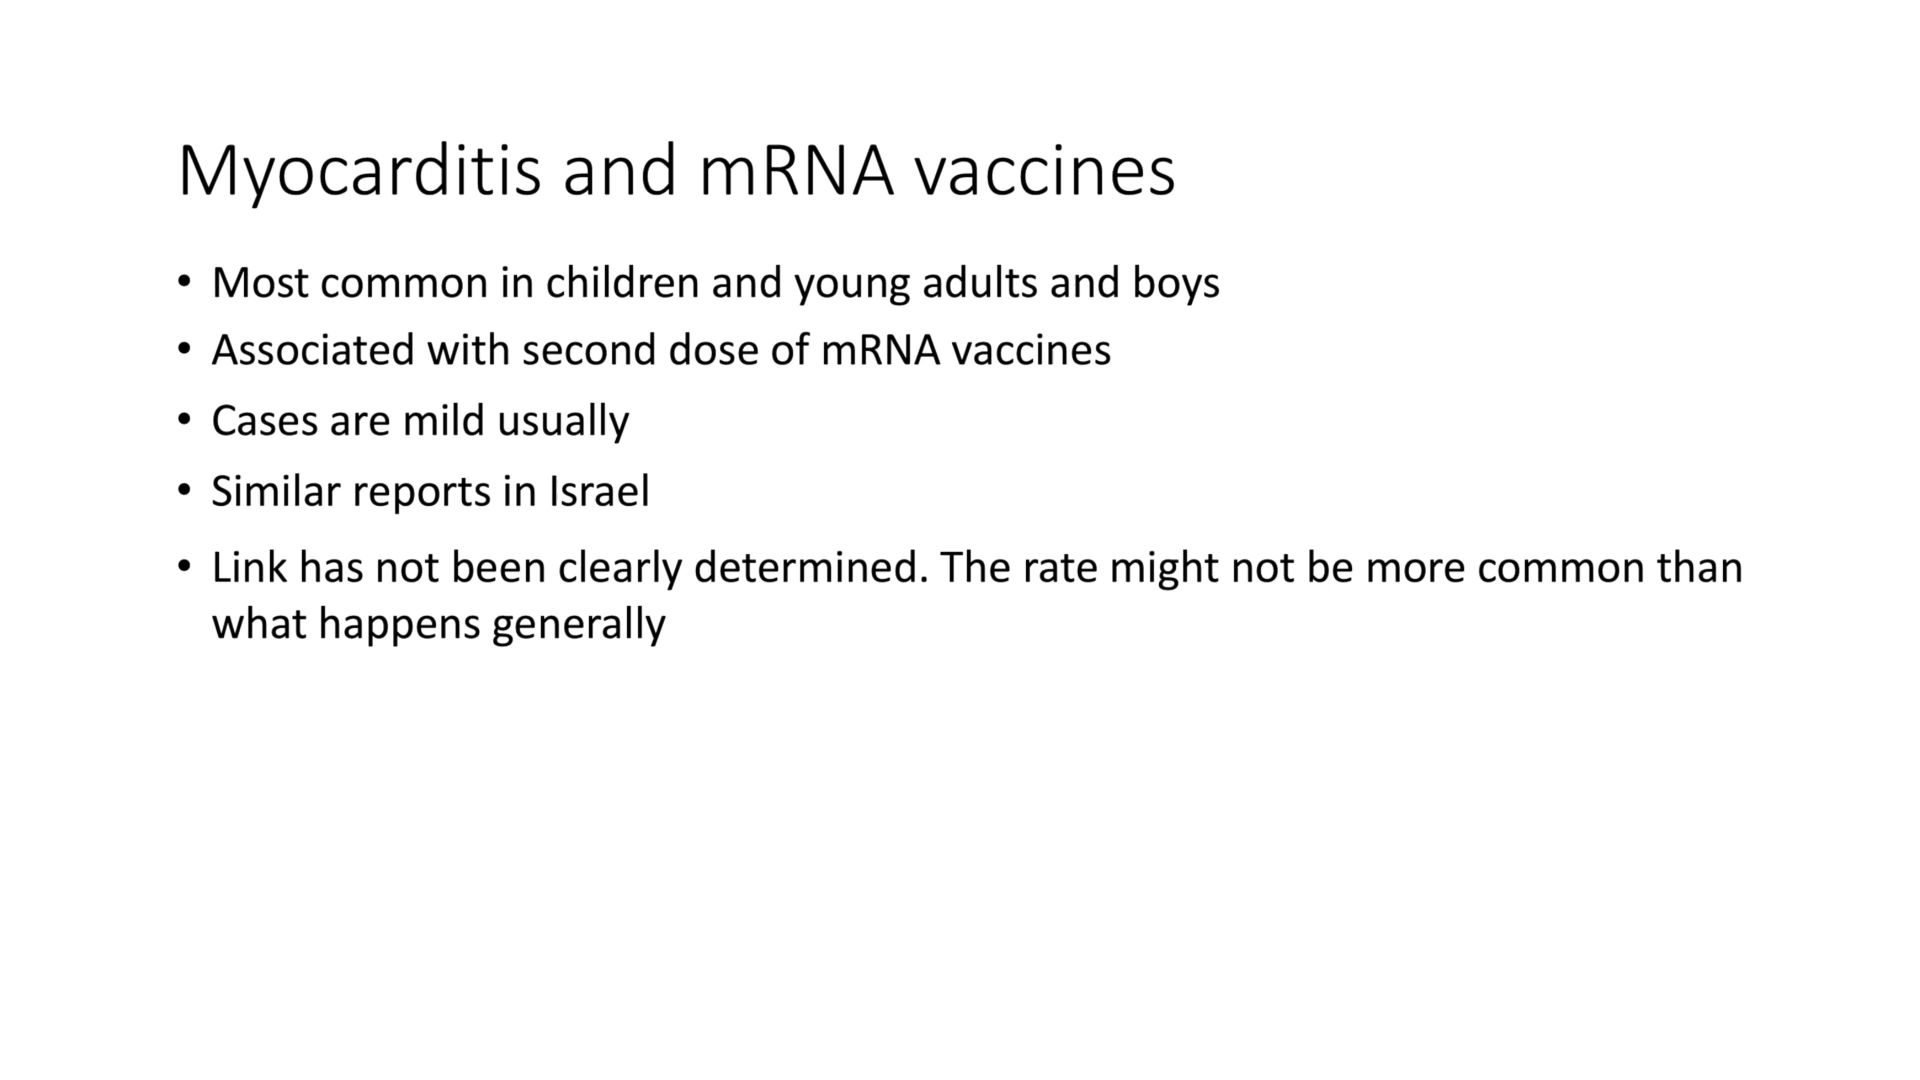 Myocarditis and mRNA vaccines
• Most common in children and young adults and boys
• Associated with second dose of mRNA vaccines
• Cases are mild usually
• Similar reports in Israel
• Link has not been clearly determined. The rate might not be more common than
what happens generally